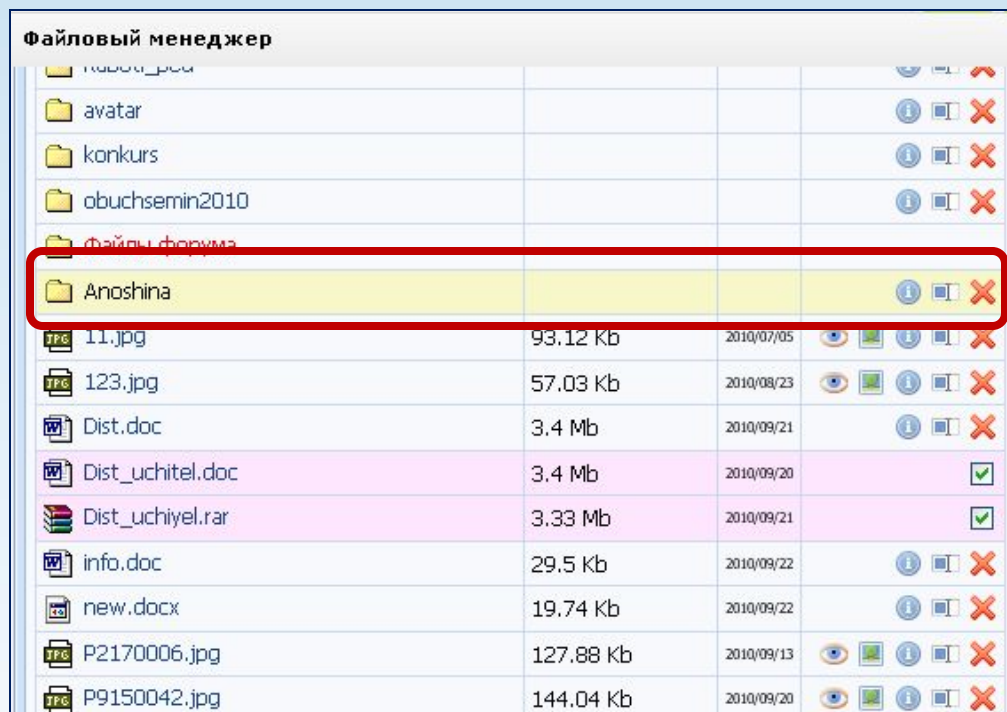 Файловый менеджер
avatar
konkurs
obuchsemin2010
Файлы форума
Anoshina
11.jpg 93.12 Kb 2010/07/05
123.jpg 57.03 Kb 2010/08/23
Dist.doc 3.4 Mb 2010/09/21
Dist_uchitel.doc 3.4 Mb 2010/09/20
Dist_uchiyel.rar 3.33 Mb 2010/09/21
info.doc 29.5 Kb 2010/09/22
new.docx 19.74 Kb 2010/09/22
P2170006.jpg 127.88 Kb 2010/09/13
P9150042.jpg 144.04 Kb 2010/09/20